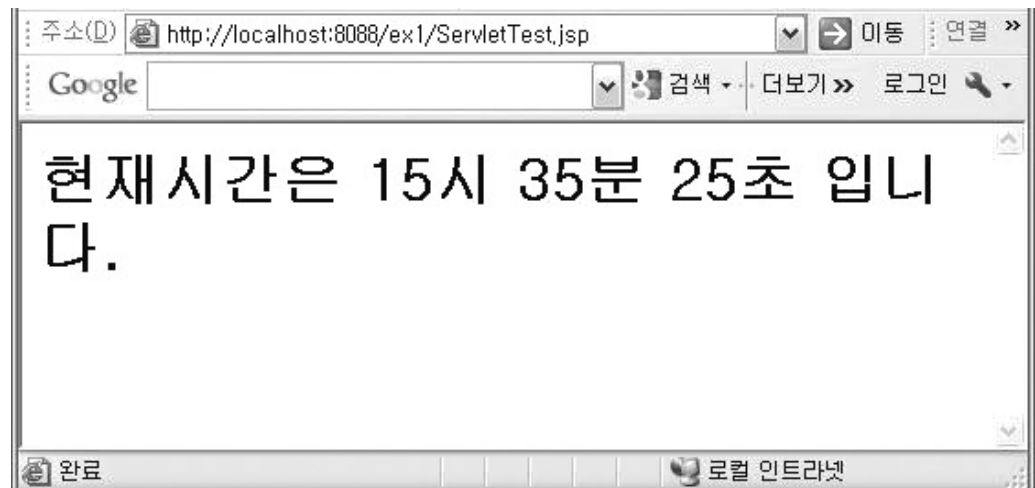 주소(D) http://localhost:8088/ex1/ServletTest.jsp 이동 연결 »
Google 검색 더보기 » 로그인
현재시간은 15시 35분 25초 입니
다.
완료 로컬 인트라넷